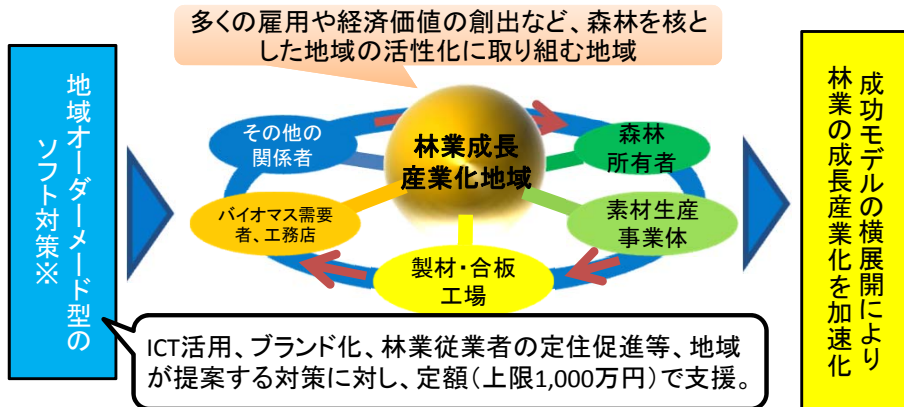 多くの雇用や経済価値の創出など、森林を核と
した地域の活性化に取り組む地域
地域オーダーメード型の
ソフト対策※
その他の
関係者
林業成長
産業化地域
森林
所有者
バイオマス需要
者、工務店
素材生産
事業体
製材・合板
工場
ICT活用、ブランド化、林業従業者の定住促進等、地域
が提案する対策に対し、定額（上限1,000万円）で支援。
成功モデルの横展開により
林業の成長産業化を加速化